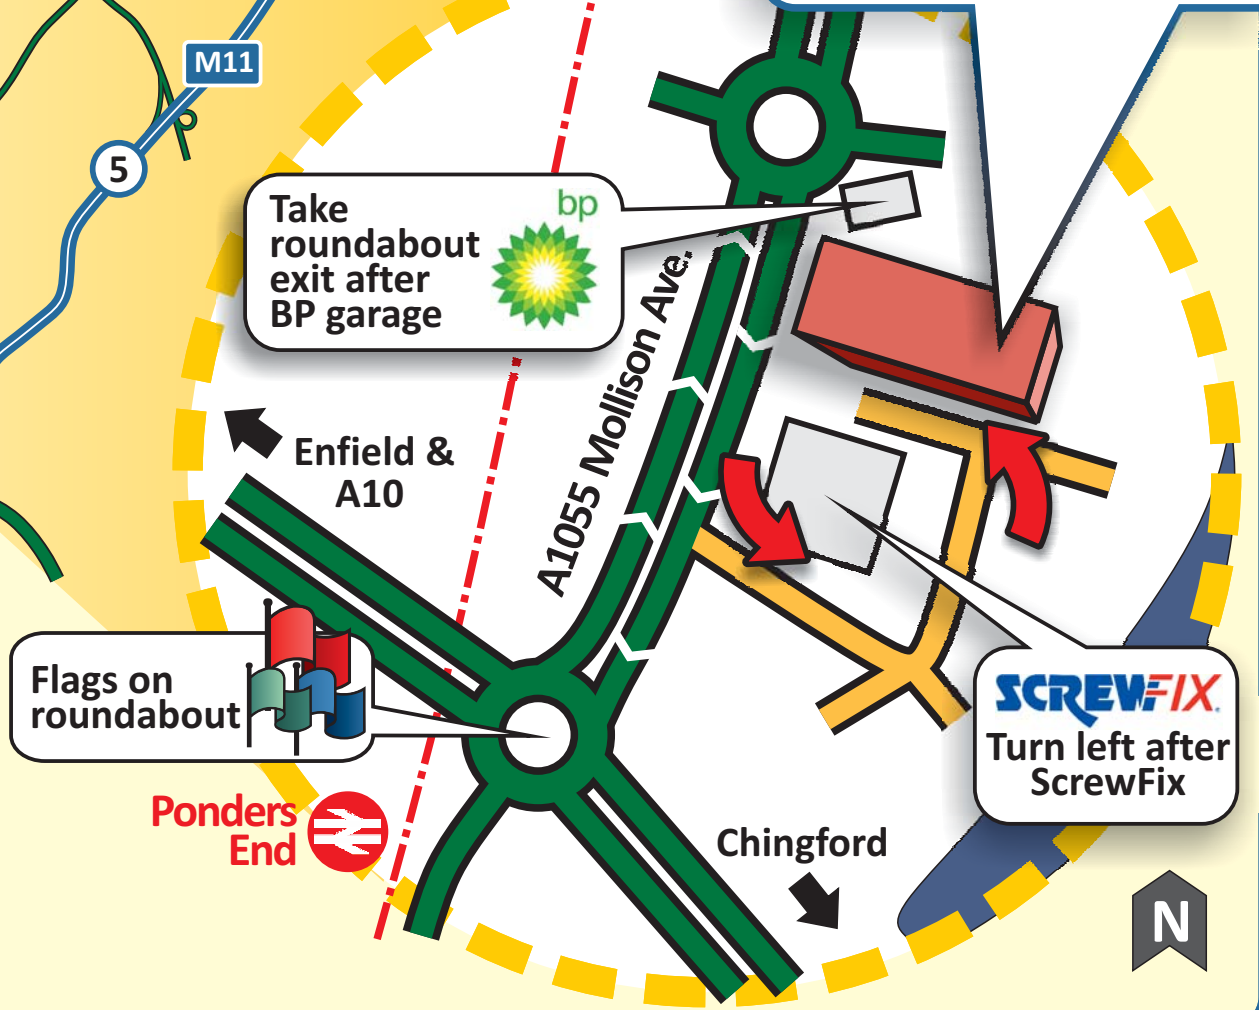 M11
5
Take
roundabout
exit after
BP garage
bp
A1055 Mollison Ave.
Enfield &
A10
Flags on
roundabout
SCREWFIX.
Turn left after
ScrewFix
Ponders
End
Chingford
N